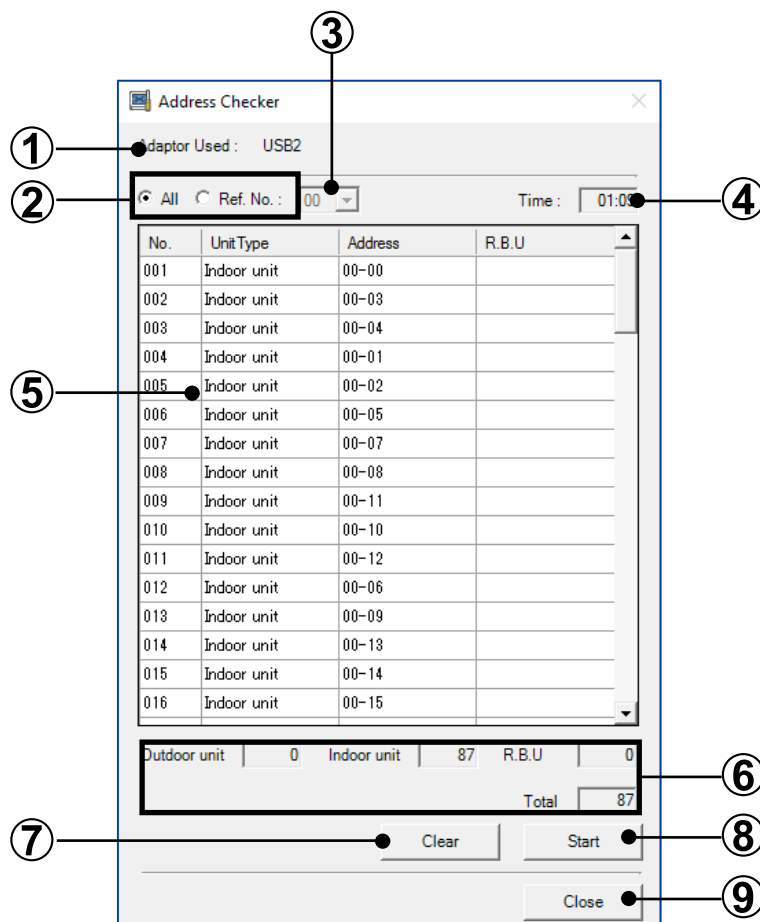 ③
Address Checker
① Adaptor Used : USB2
② All Ref. No. : 00 Time : 01:09 ④
No. Unit Type Address R.B.U
001 Indoor unit 00-00
002 Indoor unit 00-03
003 Indoor unit 00-04
004 Indoor unit 00-01
⑤ 005 Indoor unit 00-02
006 Indoor unit 00-05
007 Indoor unit 00-07
008 Indoor unit 00-08
009 Indoor unit 00-11
010 Indoor unit 00-10
011 Indoor unit 00-12
012 Indoor unit 00-06
013 Indoor unit 00-09
014 Indoor unit 00-13
015 Indoor unit 00-14
016 Indoor unit 00-15
Outdoor unit 0 Indoor unit 87 R.B.U 0
⑥
Total 87
⑦ Clear Start ⑧
Close ⑨